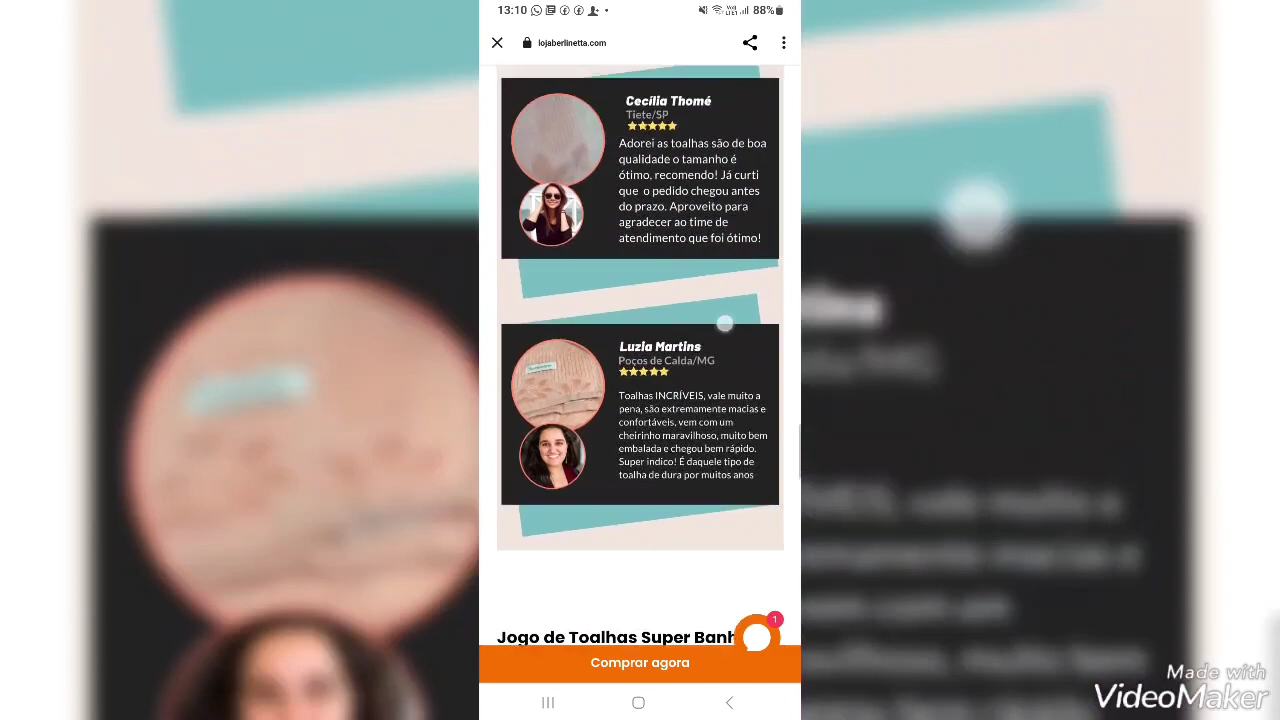 13:10
88%
lojaberlinetta.com
Cecília Thomé
Tiete/SP
Adorei as toalhas são de boa
qualidade o tamanho é
ótimo, recomendo! Já curti
que o pedido chegou antes
do prazo. Aproveito para
agradecer ao time de
atendimento que foi ótimo!
Luzia Martins
Poços de Calda/MG
Toalhas INCRÍVEIS, vale muito a
pena, são extremamente macias e
confortáveis, vem com um
cheirinho maravilhoso, muito bem
embalada e chegou bem rápido.
Super indico! É daquele tipo de
toalha de dura por muitos anos
1
Jogo de Toalhas Super Banh
Comprar agora
Made with
VideoMaker